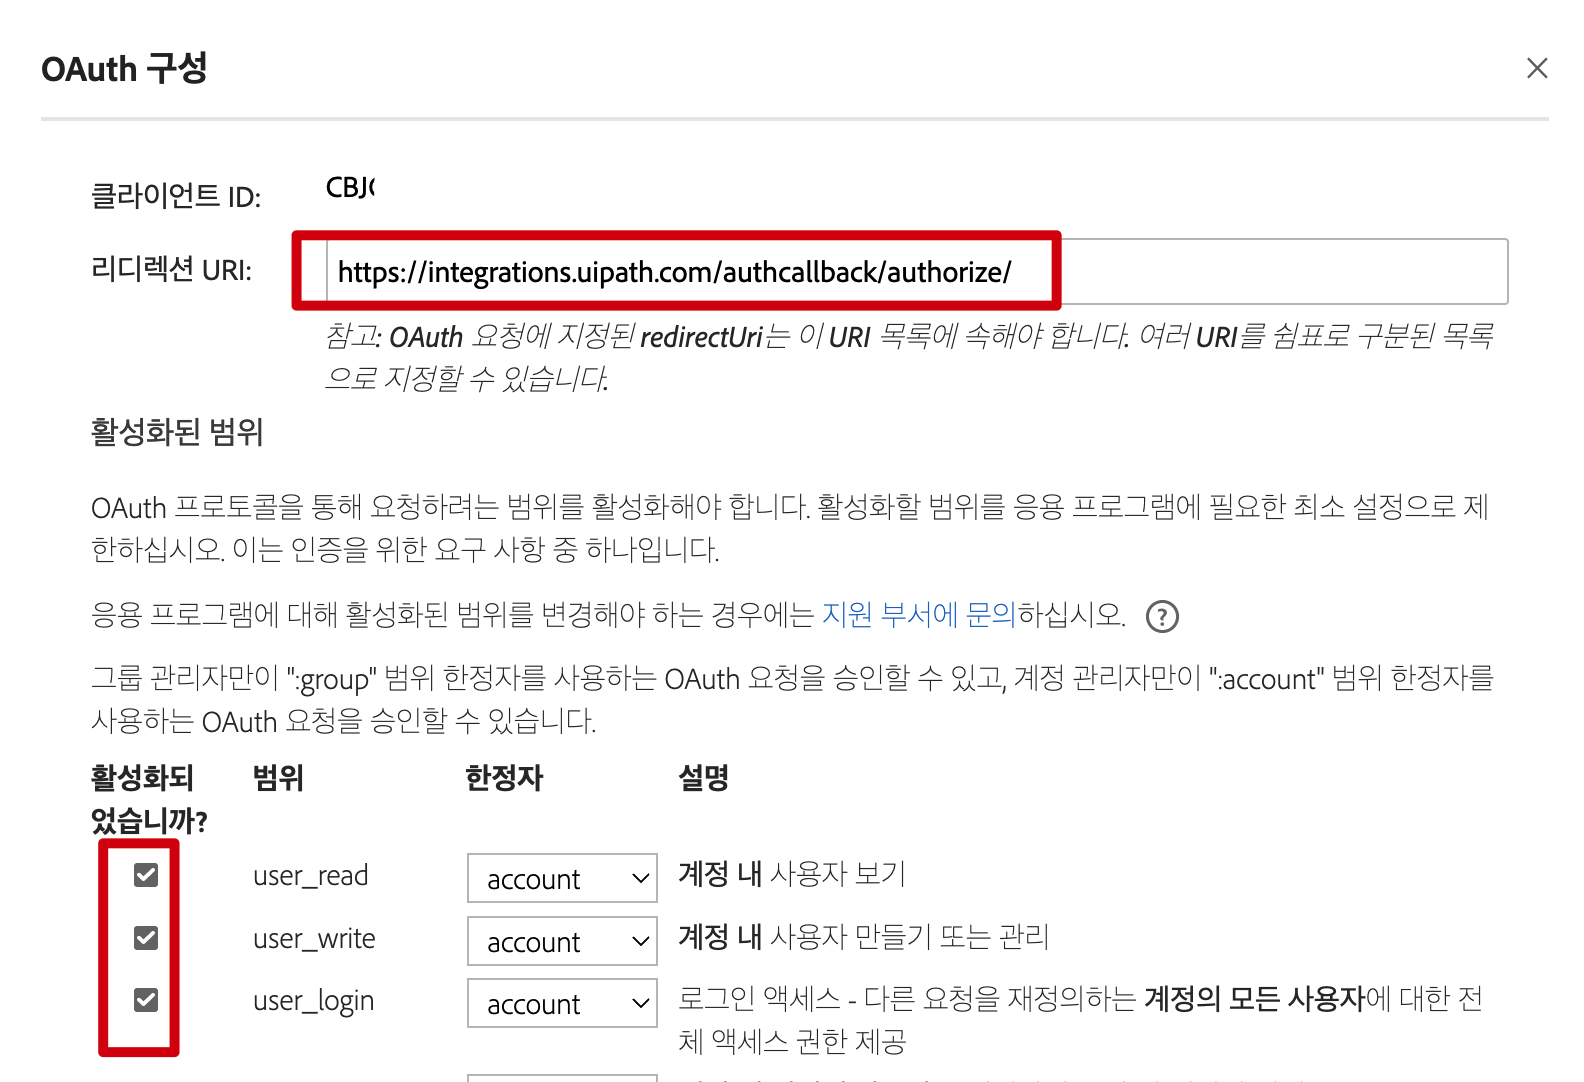 OAuth 구성
클라이언트 ID: CBJ
리디렉션 URI: https://integrations.uipath.com/authcallback/authorize/
참고: OAuth 요청에 지정된 redirectUri는 이 URI 목록에 속해야 합니다. 여러 URI를 쉼표로 구분된 목록
으로 지정할 수 있습니다.
활성화된 범위
OAuth 프로토콜을 통해 요청하려는 범위를 활성화해야 합니다. 활성화할 범위를 응용 프로그램에 필요한 최소 설정으로 제
한하십시오. 이는 인증을 위한 요구 사항 중 하나입니다.
응용 프로그램에 대해 활성화된 범위를 변경해야 하는 경우에는 지원 부서에 문의하십시오. ?
그룹 관리자만이 ":group" 범위 한정자를 사용하는 OAuth 요청을 승인할 수 있고, 계정 관리자만이 ":account" 범위 한정자를
사용하는 OAuth 요청을 승인할 수 있습니다.
활성화되 범위 한정자 설명
었습니까?
user_read account 계정 내 사용자 보기
user_write account 계정 내 사용자 만들기 또는 관리
user_login account 로그인 액세스 - 다른 요청을 재정의하는 계정의 모든 사용자에 대한 전
체 액세스 권한 제공